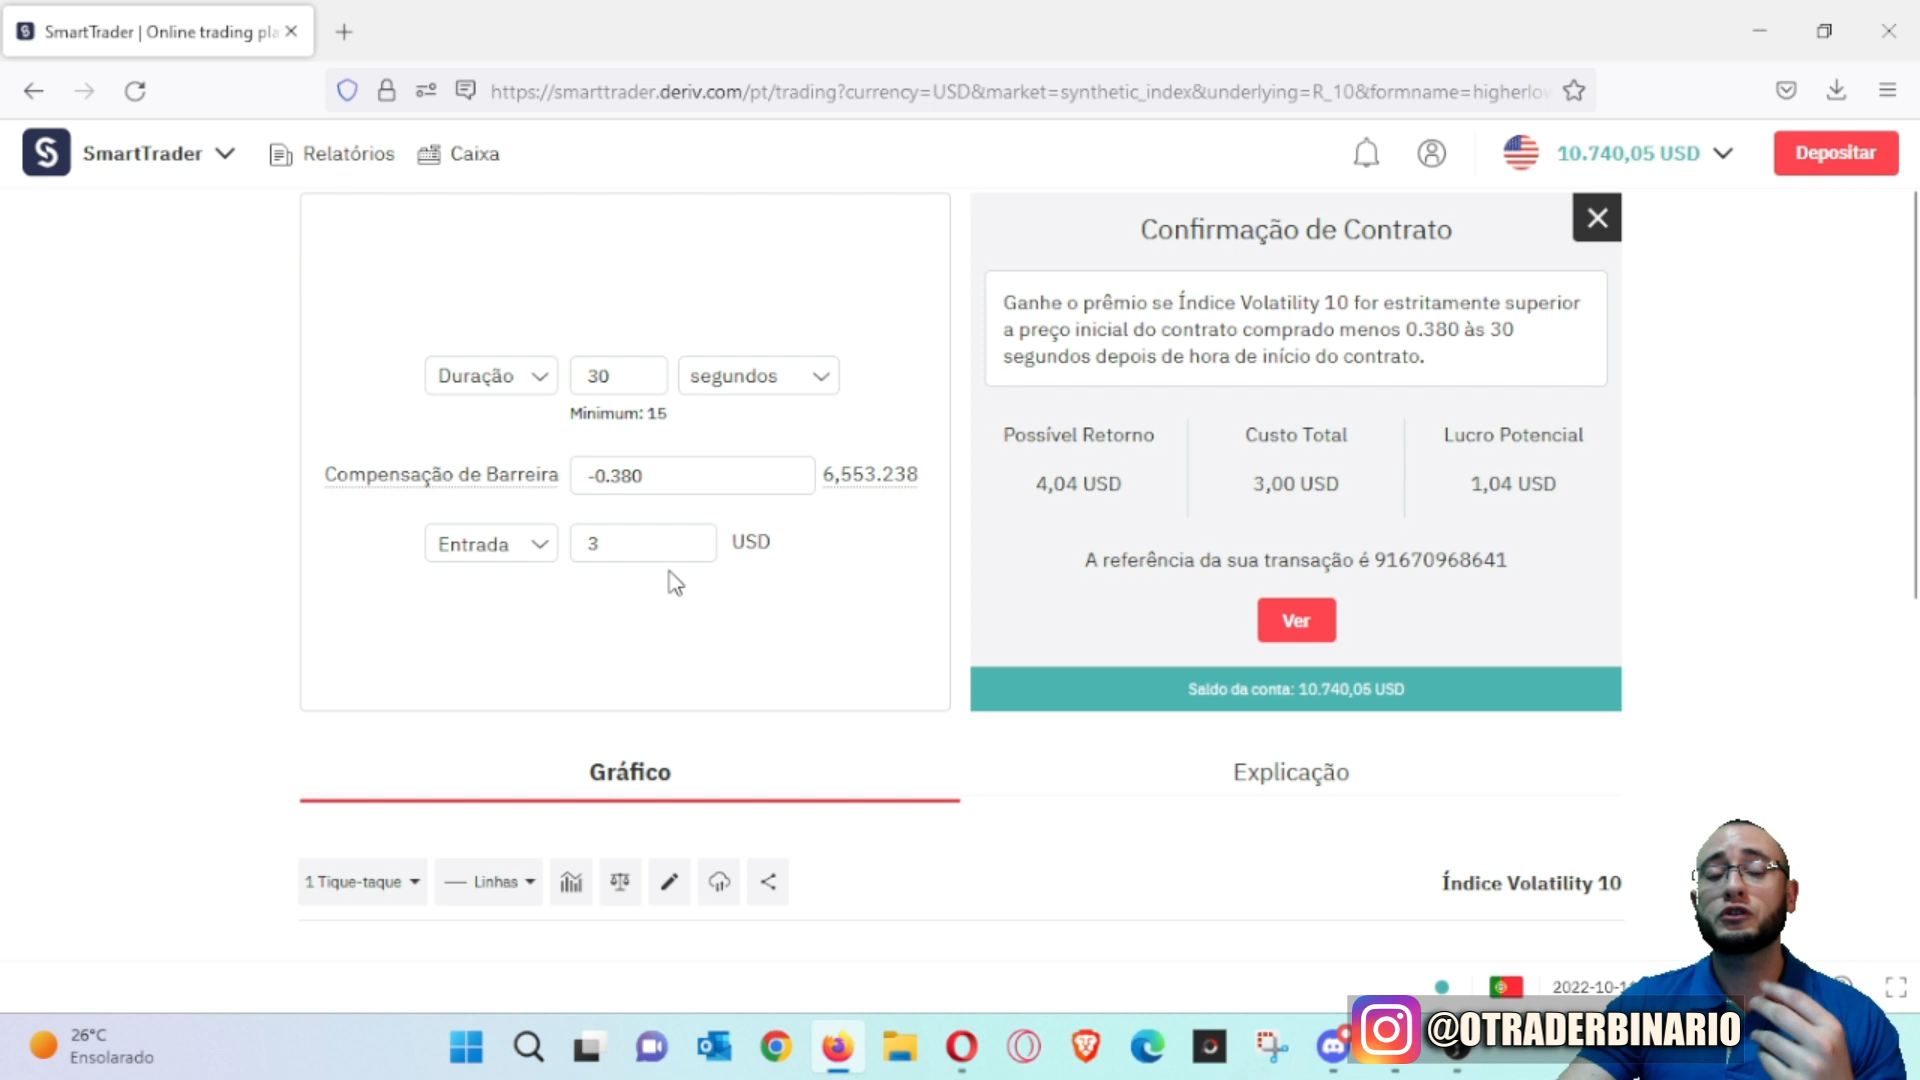 SmartTrader | Online trading pla
https://smarttrader.deriv.com/pt/trading?currency=USD&market=synthetic_index&underlying=R_10&formname=higherlow
SmartTrader
Relatórios
Caixa
10.740,05 USD
Depositar
Confirmação de Contrato
Ganhe o prêmio se Índice Volatility 10 for estritamente superior
a preço inicial do contrato comprado menos 0.380 às 30
segundos depois de hora de início do contrato.
Duração
30
segundos
Minimum: 15
Compensação de Barreira
-0.380
6,553.238
Entrada
3
USD
Possível Retorno
Custo Total
Lucro Potencial
4,04 USD
3,00 USD
1,04 USD
A referência da sua transação é 91670968641
Ver
Saldo da conta: 10.740,05 USD
Gráfico
Explicação
1 Tique-taque
Linhas
Índice Volatility 10
2022-10-1
26°C
Ensolarado
@OTRADERBINARIO